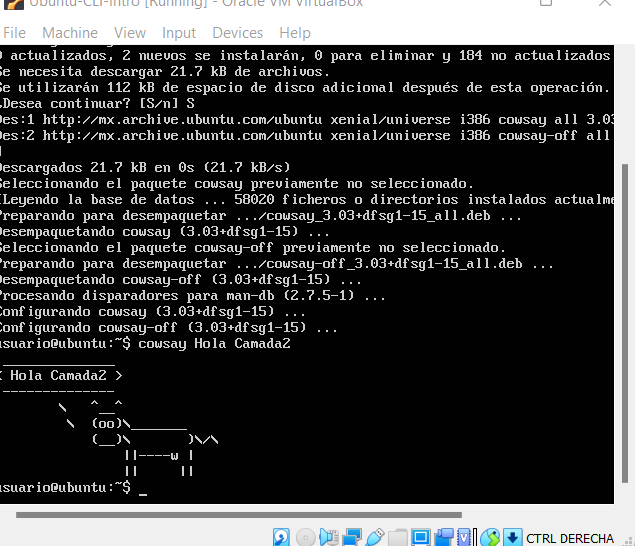 Ubuntu-CLI-Intro [Running] - Oracle VM VirtualBox
File Machine View Input Devices Help
0 actualizados, 2 nuevos se instalarán, 0 para eliminar y 184 no actualizados
Se necesita descargar 21.7 kB de archivos.
Se utilizarán 112 kB de espacio de disco adicional después de esta operación.
¿Desea continuar? [S/n] S
Des:1 http://mx.archive.ubuntu.com/ubuntu xenial/universe i386 cowsay all 3.03
Des:2 http://mx.archive.ubuntu.com/ubuntu xenial/universe i386 cowsay-off all
Descargados 21.7 kB en 0s (21.7 kB/s)
Seleccionando el paquete cowsay previamente no seleccionado.
(Leyendo la base de datos ... 58020 ficheros o directorios instalados actualme
Preparando para desempaquetar .../cowsay_3.03+dfsg1-15_all.deb ...
Desempaquetando cowsay (3.03+dfsg1-15) ...
Seleccionando el paquete cowsay-off previamente no seleccionado.
Preparando para desempaquetar .../cowsay-off_3.03+dfsg1-15_all.deb ...
Desempaquetando cowsay-off (3.03+dfsg1-15) ...
Procesando disparadores para man-db (2.7.5-1) ...
Configurando cowsay (3.03+dfsg1-15) ...
Configurando cowsay-off (3.03+dfsg1-15) ...
usuario@ubuntu:~$ cowsay Hola Camada2
 ______________
< Hola Camada2 >
 --------------
        \   ^__^
         \  (oo)\_______
            (__)\       )\/\
                ||----w |
                ||     ||
usuario@ubuntu:~$ _
CTRL DERECHA